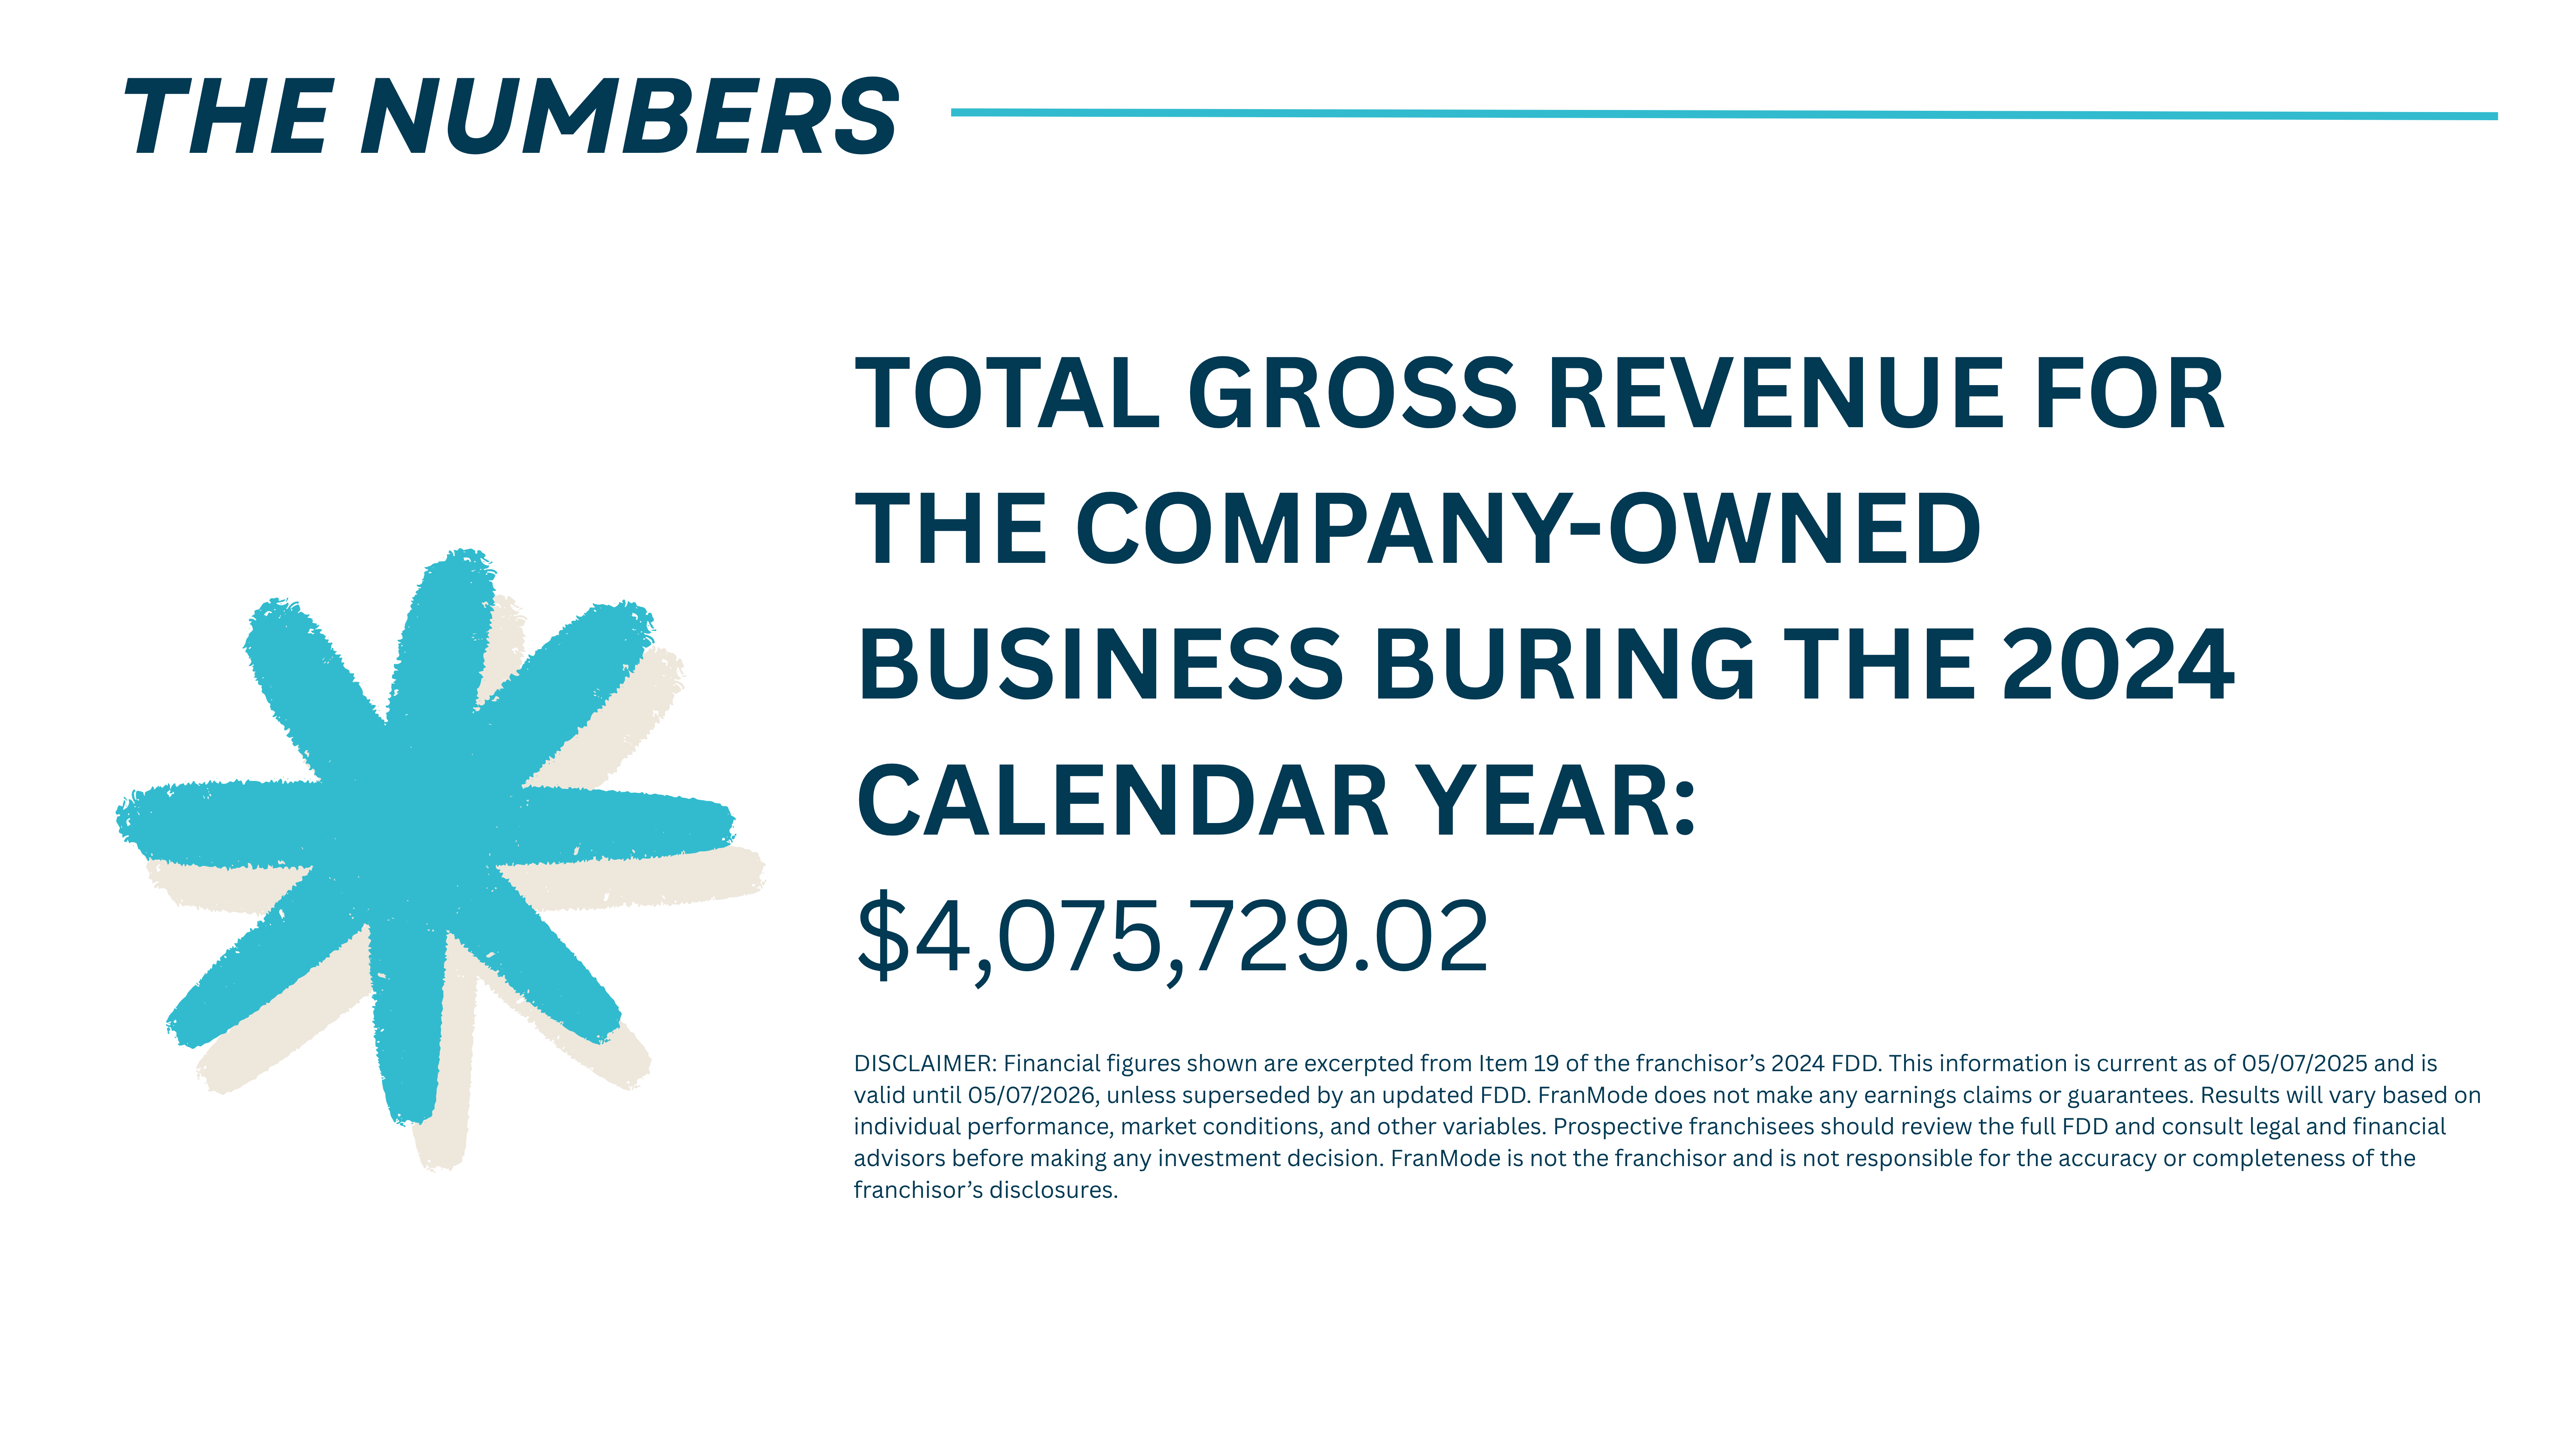 THE NUMBERS
TOTAL GROSS REVENUE FOR
THE COMPANY-OWNED
BUSINESS BURING THE 2024
CALENDAR YEAR:
$4,075,729.02
DISCLAIMER: Financial figures shown are excerpted from Item 19 of the franchisor’s 2024 FDD. This information is current as of 05/07/2025 and is
valid until 05/07/2026, unless superseded by an updated FDD. FranMode does not make any earnings claims or guarantees. Results will vary based on
individual performance, market conditions, and other variables. Prospective franchisees should review the full FDD and consult legal and financial
advisors before making any investment decision. FranMode is not the franchisor and is not responsible for the accuracy or completeness of the
franchisor’s disclosures.